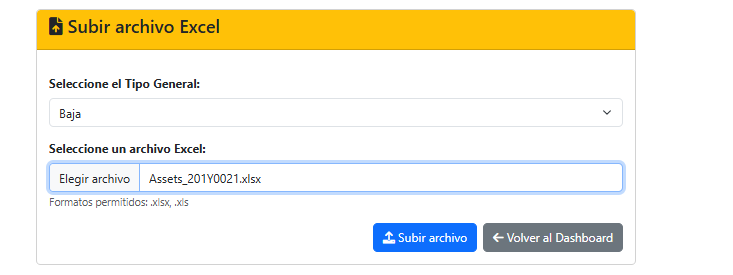 Subir archivo Excel
Seleccione el Tipo General:
Baja
Seleccione un archivo Excel:
Elegir archivo Assets_201Y0021.xlsx
Formatos permitidos: .xlsx, .xls
Subir archivo Volver al Dashboard